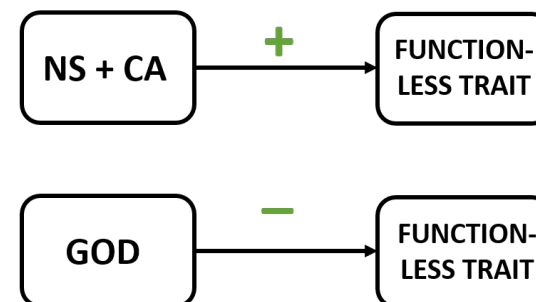 +
NS + CA
FUNCTION-
LESS TRAIT
−
GOD
FUNCTION-
LESS TRAIT